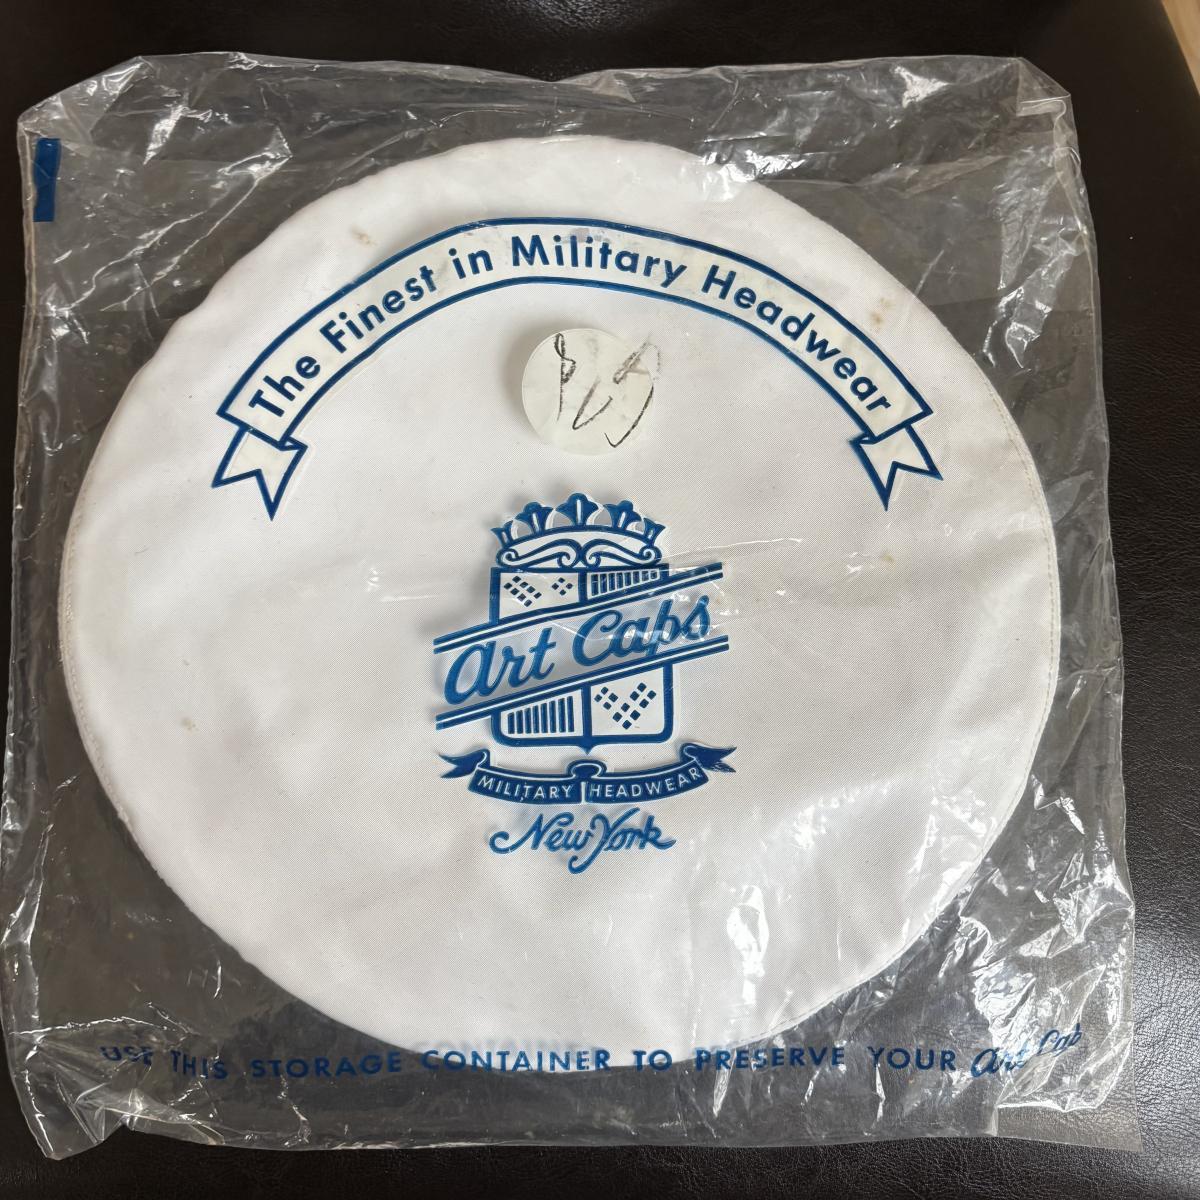 The Finest in Military Headwear
Art Caps
MILITARY HEADWEAR
New York
USE THIS STORAGE CONTAINER TO PRESERVE YOUR Art Cap